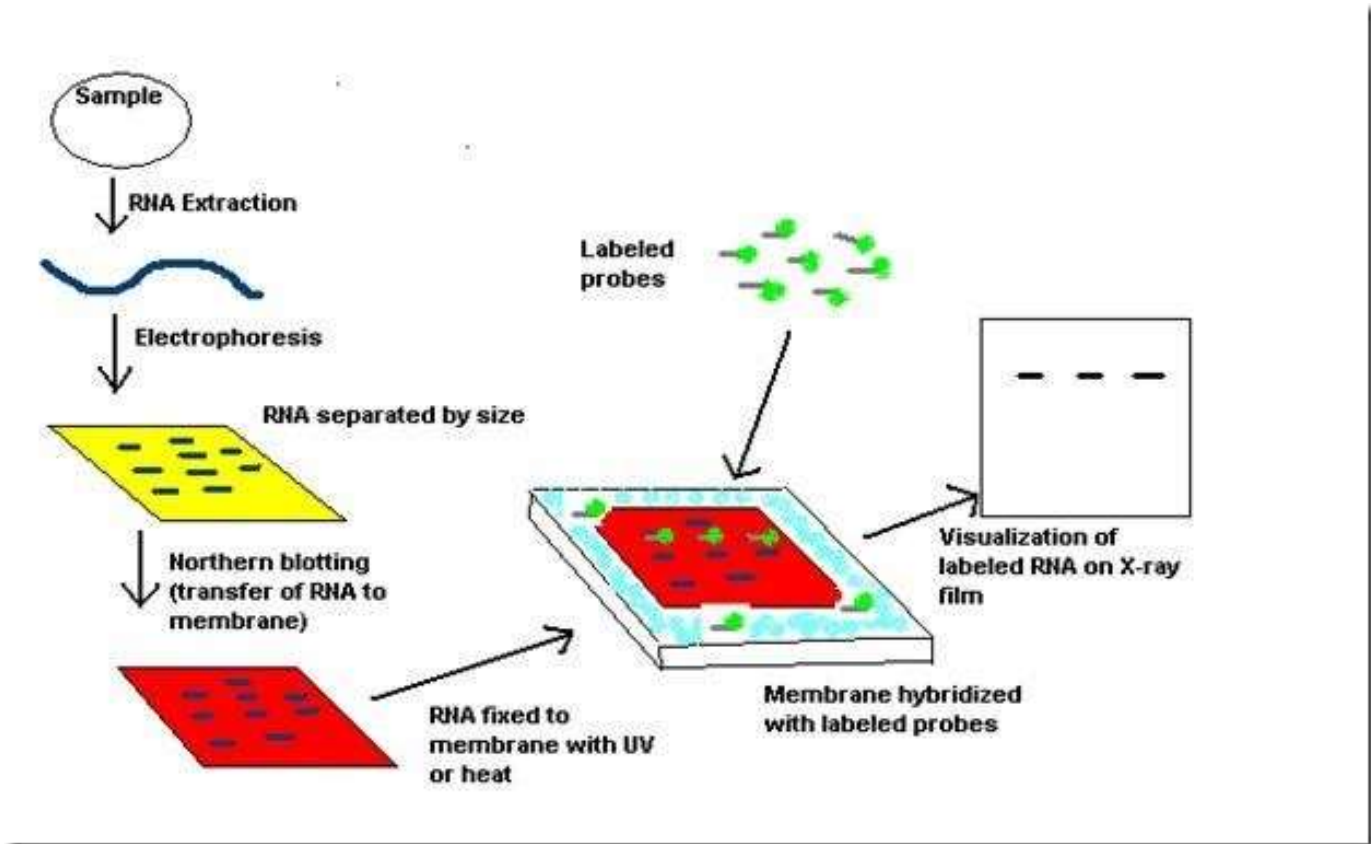 Sample
RNA Extraction
Electrophoresis
RNA separated by size
Northern blotting
(transfer of RNA to
membrane)
RNA fixed to
membrane with UV
or heat
Labeled
probes
Membrane hybridized
with labeled probes
Visualization of
labeled RNA on X-ray
film